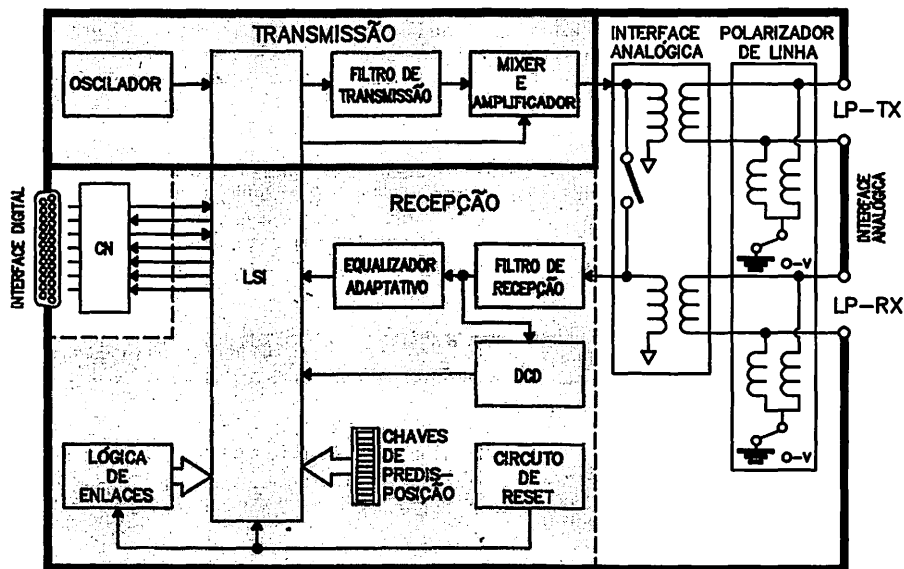 TRANSMISSÃO
INTERFACE
ANALÓGICA
POLARIZADOR
DE LINHA
OSCILADOR
FILTRO DE
TRANSMISSÃO
MIXER
E
AMPLIFICADOR
LP-TX
INTERFACE DIGITAL
CN
LSI
RECEPÇÃO
EQUALIZADOR
ADAPTATIVO
FILTRO DE
RECEPÇÃO
INTERFACE
ANALÓGICA
O-V
LP-RX
DCD
LÓGICA
DE
ENLACES
CHAVES
DE
PREDIS-
POSIÇÃO
CIRCUTO
DE
RESET
O-V